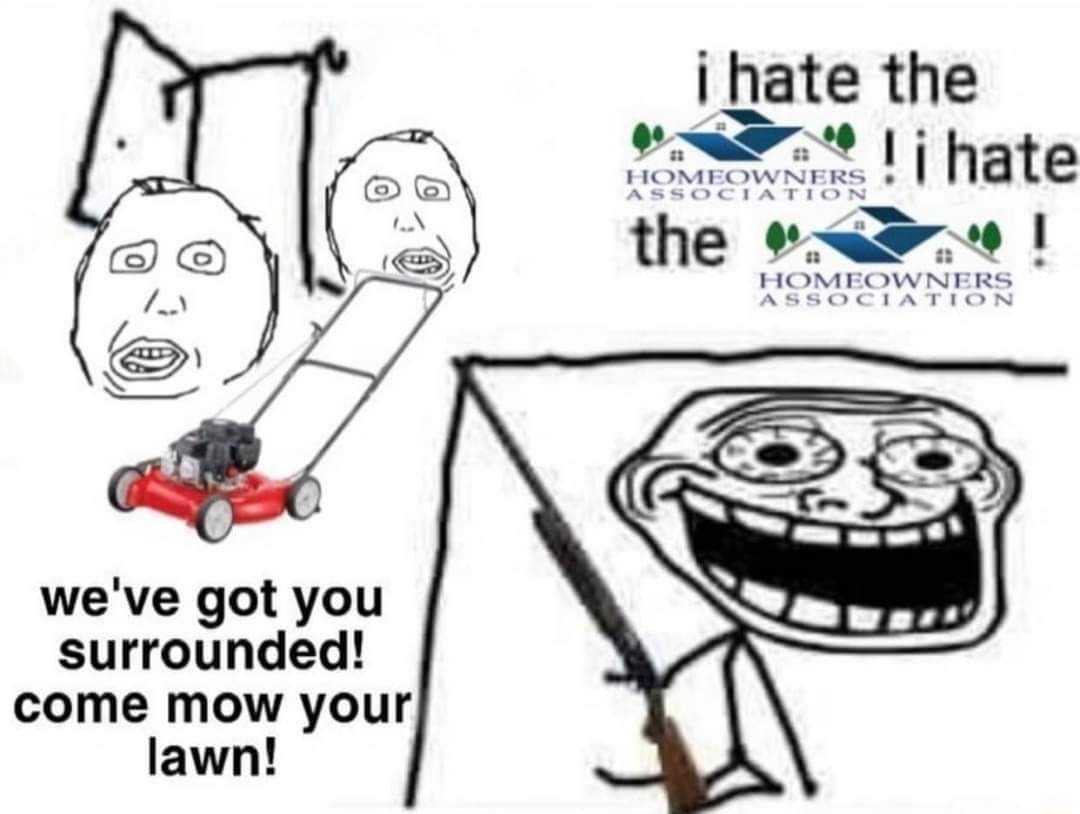 i hate the
HOMEOWNERS
ASSOCIATION
! i hate
the
HOMEOWNERS
ASSOCIATION
!
we've got you
surrounded!
come mow your
lawn!